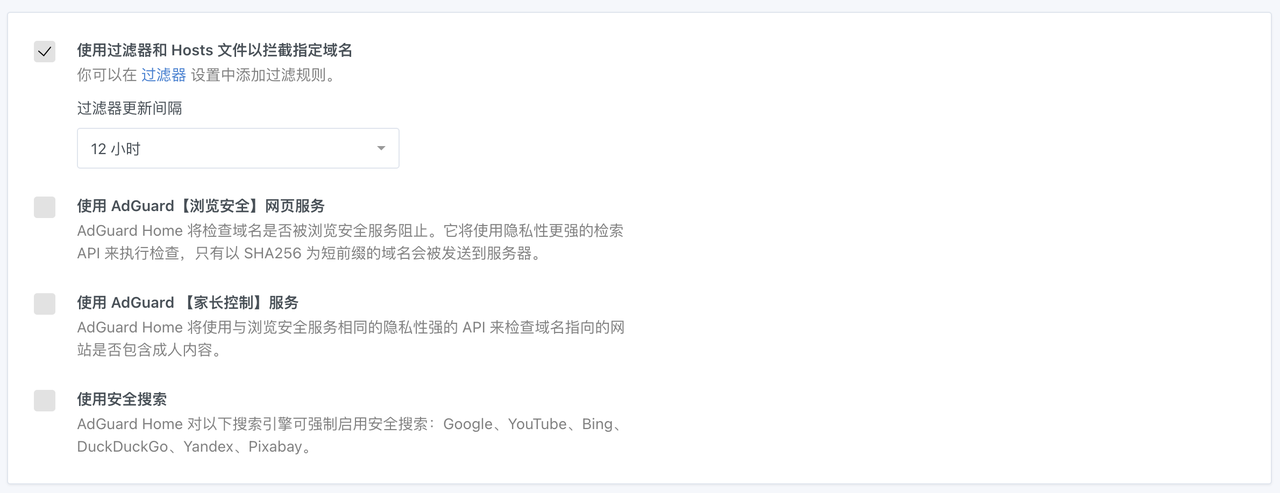 使用过滤器和 Hosts 文件以拦截指定域名
你可以在 过滤器 设置中添加过滤规则。
过滤器更新间隔
12 小时
使用 AdGuard【浏览安全】网页服务
AdGuard Home 将检查域名是否被浏览安全服务阻止。它将使用隐私性更强的检索
API 来执行检查，只有以 SHA256 为短前缀的域名会被发送到服务器。
使用 AdGuard 【家长控制】服务
AdGuard Home 将使用与浏览安全服务相同的隐私性强的 API 来检查域名指向的网
站是否包含成人内容。
使用安全搜索
AdGuard Home 对以下搜索引擎可强制启用安全搜索：Google、YouTube、Bing、
DuckDuckGo、Yandex、Pixabay。